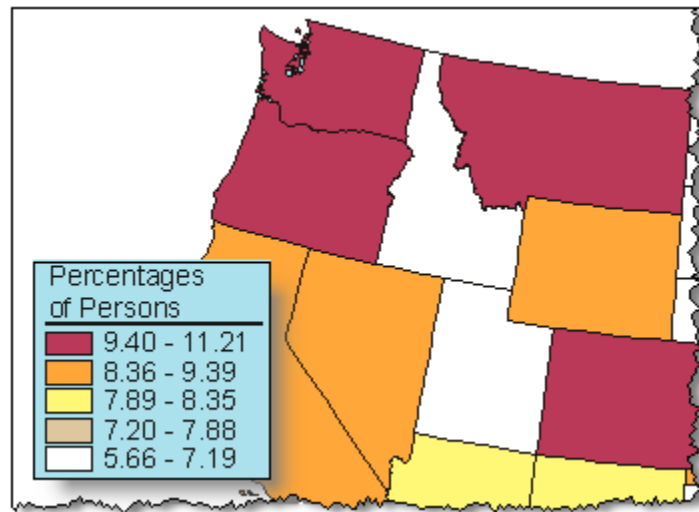 Percentages
of Persons
9.40 - 11.21
8.36 - 9.39
7.89 - 8.35
7.20 - 7.88
5.66 - 7.19